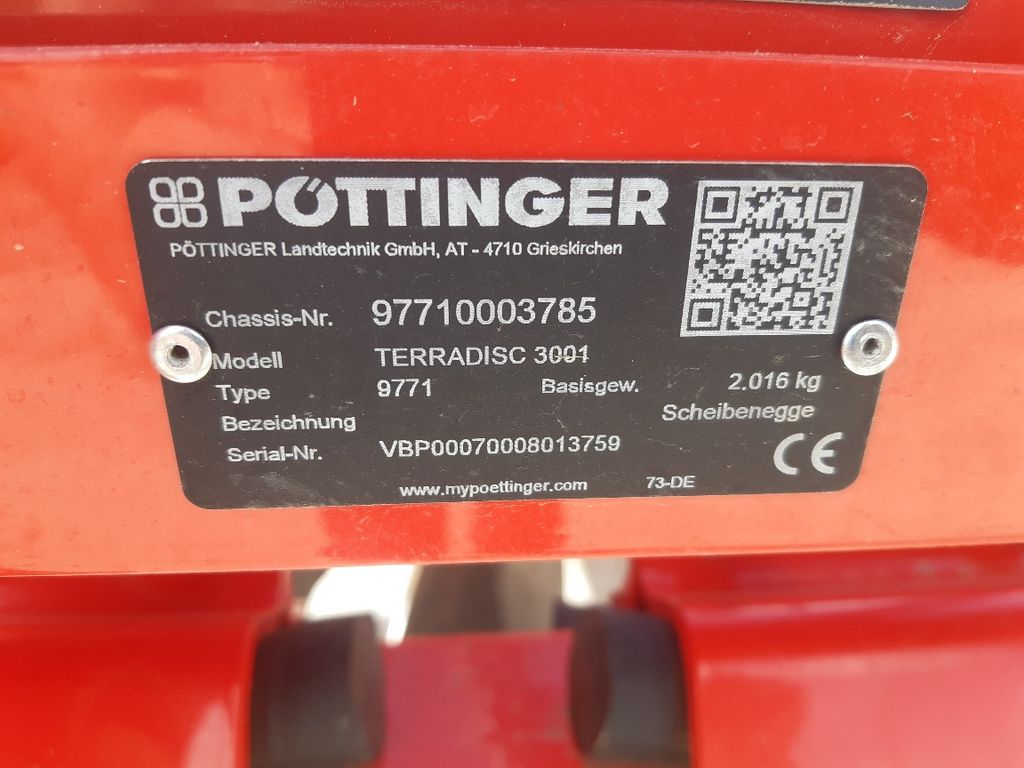 PÖTTINGER
PÖTTINGER Landtechnik GmbH, AT - 4710 Grieskirchen
Chassis-Nr. 97710003785
Modell TERRADISC 3001
Type 9771 Basisgew. 2.016 kg
Bezeichnung Scheibenegge
Serial-Nr. VBP00070008013759
CE
www.mypoettinger.com 73-DE